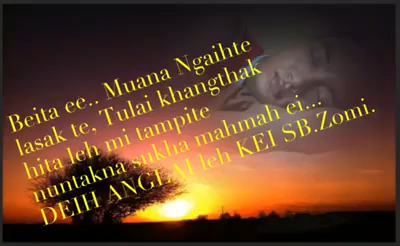 Beita ee.. Muana Ngaihte
lasak te, Tulai khangthak
hita leh mi tampite
nuntakna sukha mahmah ei...
DEIH ANGLAI leh KEI SB.Zomi.